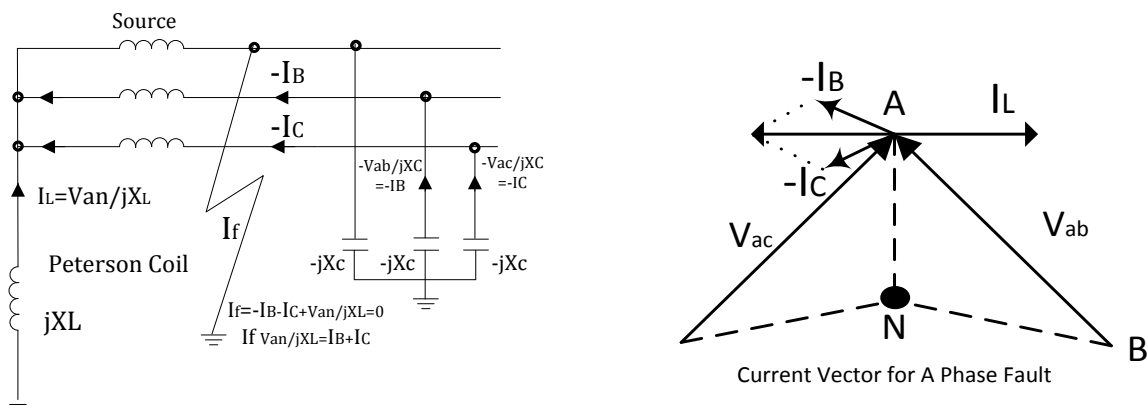 Source
-IB
-IC
-Vab/jXC
=-IB
-Vac/jXC
=-IC
IL=Van/jXL
If
-jXc
-jXc
-jXc
Peterson Coil
jXL
If=-IB-IC+Van/jXL=0
If Van/jXL=IB+IC
-IB
A
IL
-IC
Vac
Vab
N
B
Current Vector for A Phase Fault